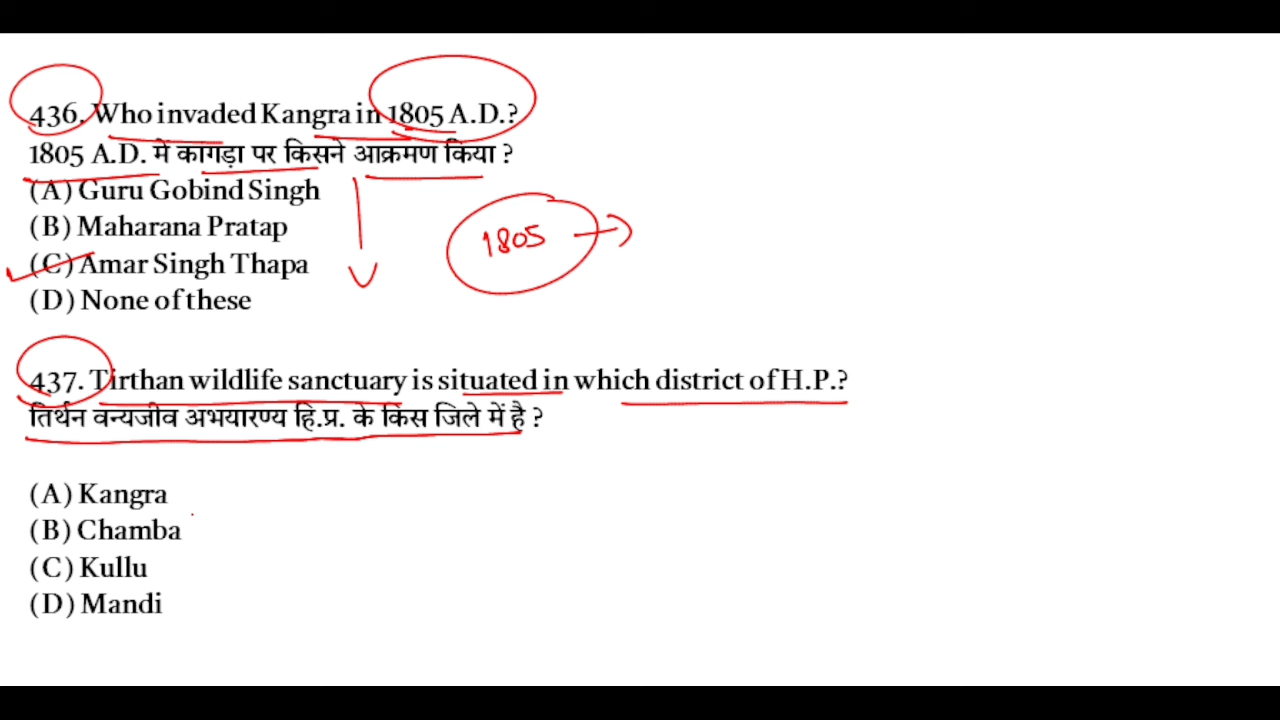 436. Who invaded Kangra in 1805 A.D.?
1805 A.D. में कागड़ा पर किसने आक्रमण किया ?
(A) Guru Gobind Singh
(B) Maharana Pratap
1805
(C) Amar Singh Thapa
(D) None of these
437. Tirthan wildlife sanctuary is situated in which district of H.P.?
तिर्थन वन्यजीव अभयारण्य हि.प्र. के किस जिले में है ?
(A) Kangra
(B) Chamba
(C) Kullu
(D) Mandi